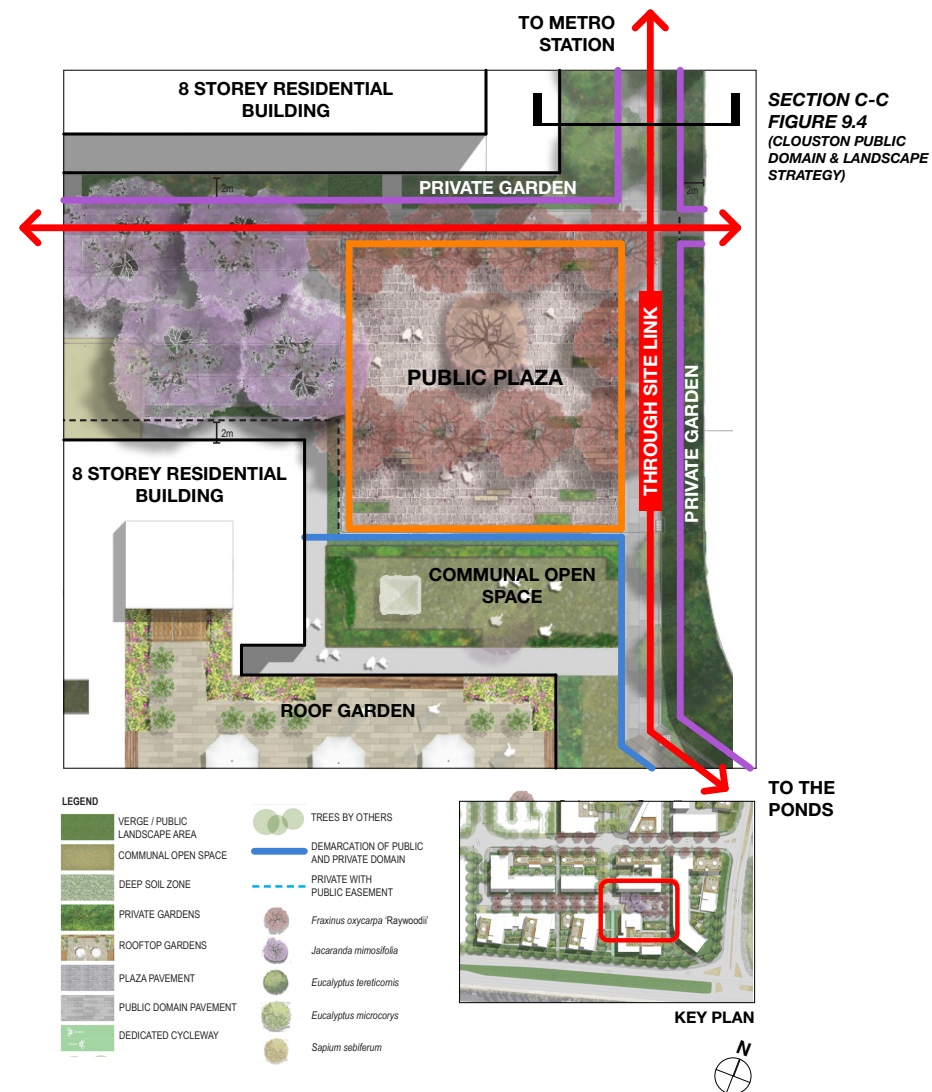 TO METRO
STATION
8 STOREY RESIDENTIAL
BUILDING
SECTION C-C
FIGURE 9.4
(CLOUSTON PUBLIC
DOMAIN & LANDSCAPE
STRATEGY)
2m
PRIVATE GARDEN
2m
PUBLIC PLAZA
THROUGH SITE LINK
PRIVATE GARDEN
2m
8 STOREY RESIDENTIAL
BUILDING
COMMUNAL OPEN
SPACE
ROOF GARDEN
TO THE
PONDS
LEGEND
VERGE / PUBLIC
LANDSCAPE AREA
COMMUNAL OPEN SPACE
DEEP SOIL ZONE
PRIVATE GARDENS
ROOFTOP GARDENS
PLAZA PAVEMENT
PUBLIC DOMAIN PAVEMENT
DEDICATED CYCLEWAY
TREES BY OTHERS
DEMARCATION OF PUBLIC
AND PRIVATE DOMAIN
PRIVATE WITH
PUBLIC EASEMENT
Fraxinus oxycarpa 'Raywoodii'
Jacaranda mimosifolia
Eucalyptus tereticornis
Eucalyptus microcorys
Sapium sebiferum
KEY PLAN
N